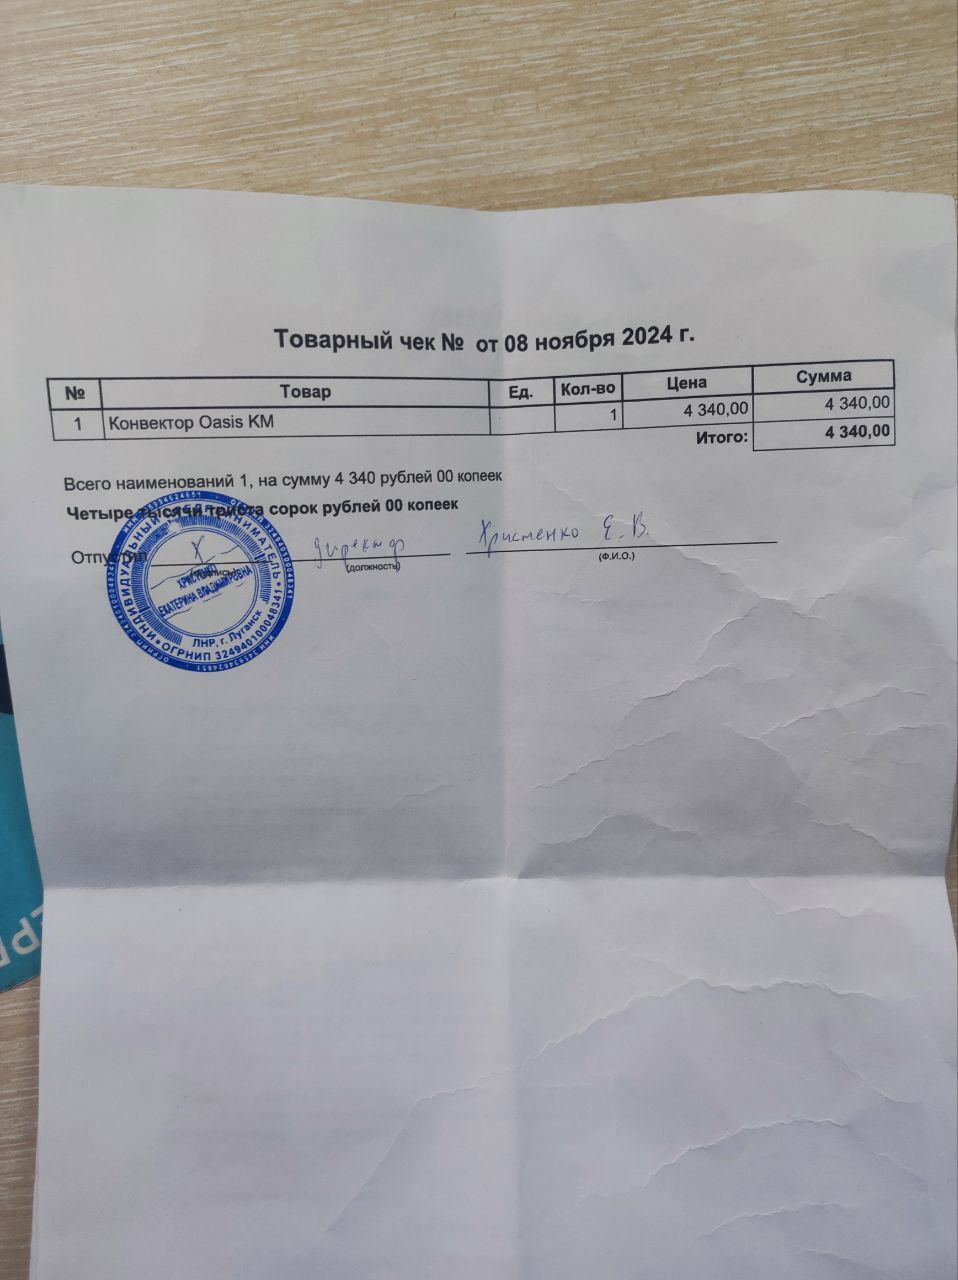 Товарный чек № от 08 ноября 2024 г.
№ Товар Ед. Кол-во Цена Сумма
1 Конвектор Oasis KM 1 4 340,00 4 340,00
Итого: 4 340,00
Всего наименований 1, на сумму 4 340 рублей 00 копеек
Четыре тысячи триста сорок рублей 00 копеек
Отпустил директор Христенко Е. В.
(подпись) (должность) (Ф.И.О.)
ИНДИВИДУАЛЬНЫЙ ПРЕДПРИНИМАТЕЛЬ
ХРИСТЕНКО
ЕКАТЕРИНА ВЛАДИМИРОВНА
ЛНР, г. Луганск
ОГРНИП 324940100048341